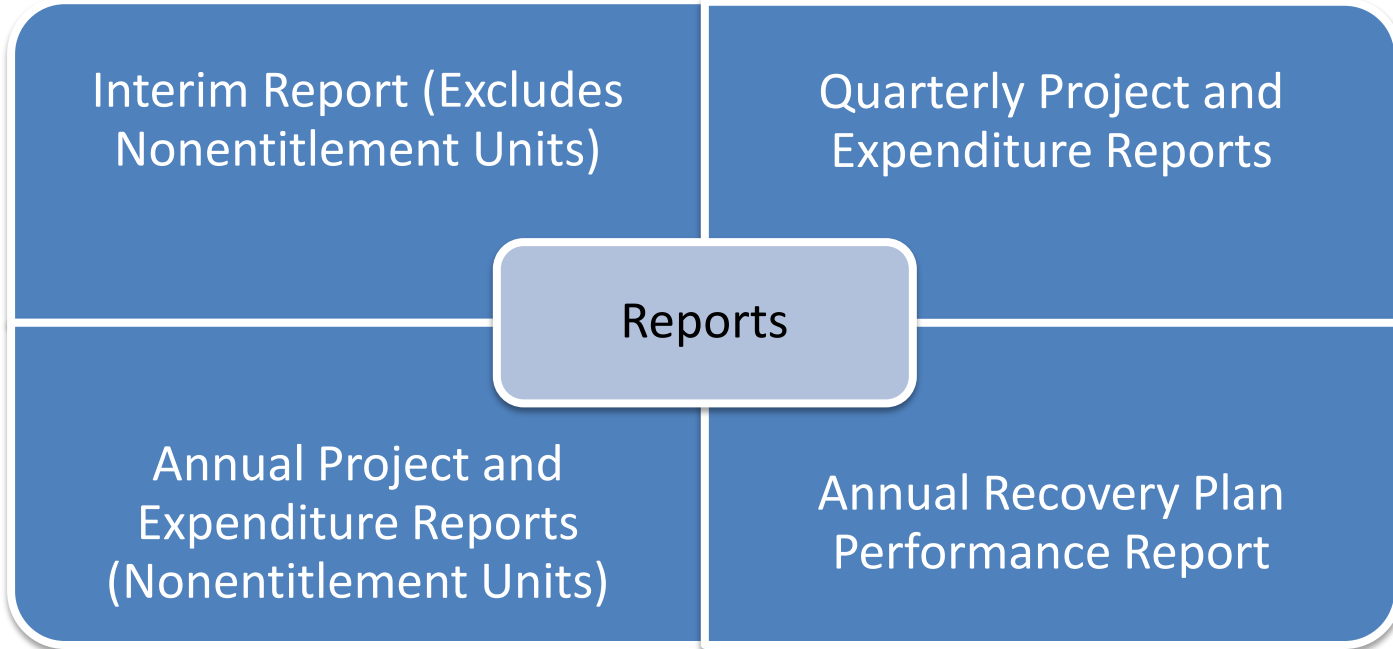 Interim Report (Excludes
Nonentitlement Units)
Quarterly Project and
Expenditure Reports
Reports
Annual Project and
Expenditure Reports
(Nonentitlement Units)
Annual Recovery Plan
Performance Report